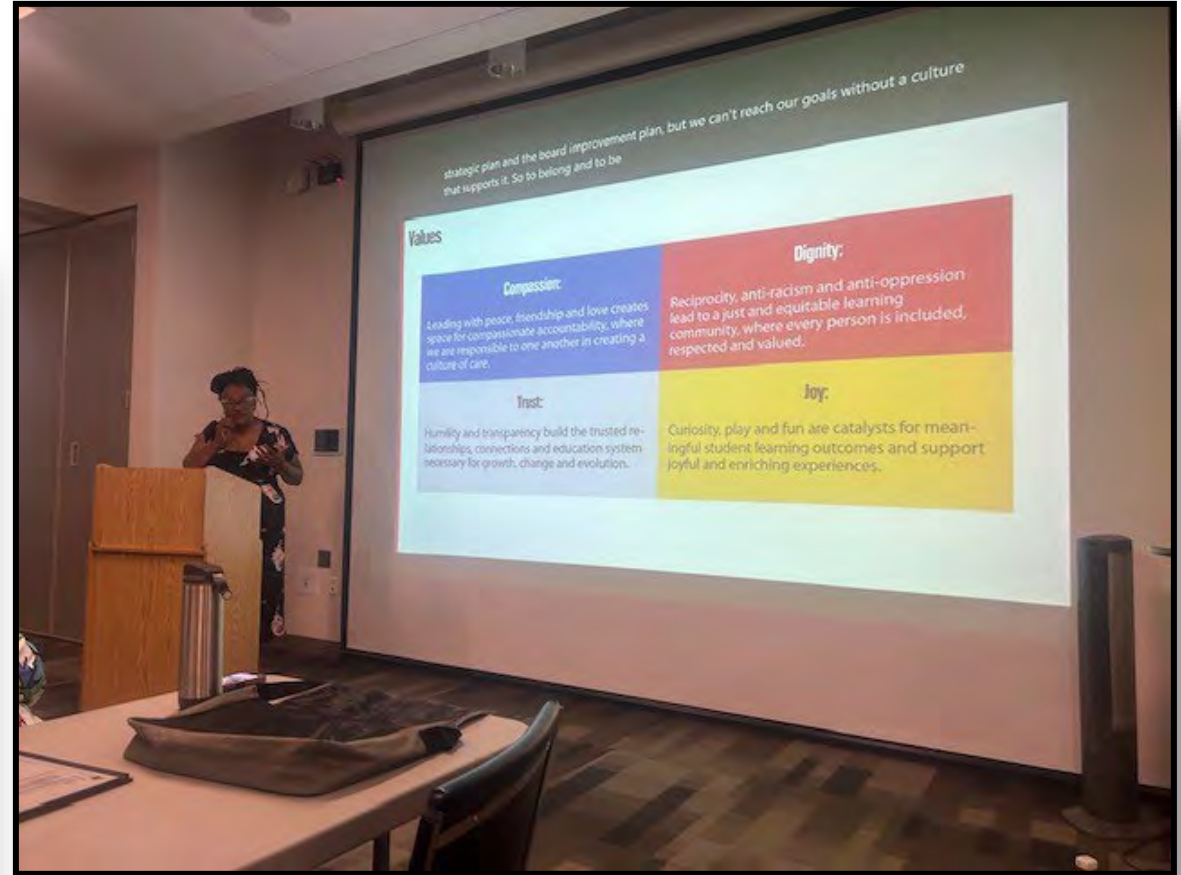 strategic plan and the board improvement plan, but we can't reach our goals without a culture
that supports it. So to belong and to be
Values
Compassion:
Leading with peace, friendship and love creates
space for compassionate accountability, where
we are responsible to one another in creating a
culture of care.
Dignity:
Reciprocity, anti-racism and anti-oppression
lead to a just and equitable learning
community, where every person is included,
respected and valued.
Trust:
Humility and transparency build the trusted re-
lationships, connections and education system
necessary for growth, change and evolution.
Joy:
Curiosity, play and fun are catalysts for mean-
ingful student learning outcomes and support
joyful and enriching experiences.